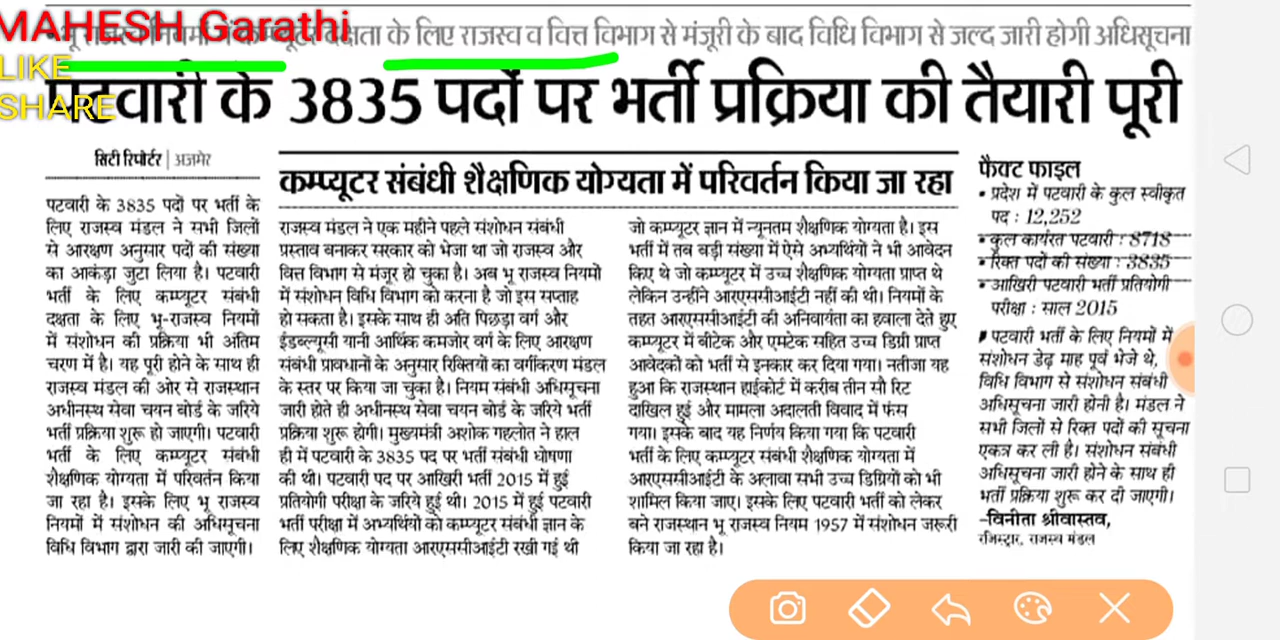 MAHESH Garathi
के लिए राजस्व व वित्त विभाग से मंजूरी के बाद विधि विभाग से जल्द जारी होगी अधिसूचना
LIKE
SHARE
पटवारी के 3835 पदों पर भर्ती प्रक्रिया की तैयारी पूरी
सिटी रिपोर्टर | अजमेर
पटवारी के 3835 पदों पर भर्ती के
लिए राजस्व मंडल ने सभी जिलों
से आरक्षण अनुसार पदों की संख्या
का आकंड़ा जुटा लिया है। पटवारी
भर्ती के लिए कम्प्यूटर संबंधी
दक्षता के लिए भू-राजस्व नियमों
में संशोधन की प्रक्रिया भी अंतिम
चरण में है। यह पूरी होने के साथ ही
राजस्व मंडल की ओर से राजस्थान
अधीनस्थ सेवा चयन बोर्ड के जरिये
भर्ती प्रक्रिया शुरू हो जाएगी। पटवारी
भर्ती के लिए कम्प्यूटर संबंधी
शैक्षणिक योग्यता में परिवर्तन किया
जा रहा है। इसके लिए भू राजस्व
नियमों में संशोधन की अधिसूचना
विधि विभाग द्वारा जारी की जाएगी।
कम्प्यूटर संबंधी शैक्षणिक योग्यता में परिवर्तन किया जा रहा
राजस्व मंडल ने एक महीने पहले संशोधन संबंधी
प्रस्ताव बनाकर सरकार को भेजा था जो राजस्व और
वित्त विभाग से मंजूर हो चुका है। अब भू राजस्व नियमों
में संशोधन विधि विभाग को करना है जो इस सप्ताह
हो सकता है। इसके साथ ही अति पिछड़ा वर्ग और
ईडब्ल्यूसी यानी आर्थिक कमजोर वर्ग के लिए आरक्षण
संबंधी प्रावधानों के अनुसार रिक्तियों का वर्गीकरण मंडल
के स्तर पर किया जा चुका है। नियम संबंधी अधिसूचना
जारी होते ही अधीनस्थ सेवा चयन बोर्ड के जरिये भर्ती
प्रक्रिया शुरू होगी। मुख्यमंत्री अशोक गहलोत ने हाल
ही में पटवारी के 3835 पद पर भर्ती संबंधी घोषणा
की थी। पटवारी पद पर आखिरी भर्ती 2015 में हुई
प्रतियोगी परीक्षा के जरिये हुई थी। 2015 में हुई पटवारी
भर्ती परीक्षा में अभ्यर्थियों को कम्प्यूटर संबंधी ज्ञान के
लिए शैक्षणिक योग्यता आरएससीआईटी रखी गई थी
जो कम्प्यूटर ज्ञान में न्यूनतम शैक्षणिक योग्यता है। इस
भर्ती में तब बड़ी संख्या में ऐसे अभ्यर्थियों ने भी आवेदन
किए थे जो कम्प्यूटर में उच्च शैक्षणिक योग्यता प्राप्त थे
लेकिन उन्हींने आरएससीआईटी नहीं की थी। नियमों के
तहत आरएससीआईटी की अनिवार्यता का हवाला देते हुए
कम्प्यूटर में बीटेक और एमटेक सहित उच्च डिग्री प्राप्त
आवेदकों को भर्ती से इनकार कर दिया गया। नतीजा यह
हुआ कि राजस्थान हाईकोर्ट में करीब तीन सौ रिट
दाखिल हुई और मामला अदालती विवाद में फंस
गया। इसके बाद यह निर्णय किया गया कि पटवारी
भर्ती के लिए कम्प्यूटर संबंधी शैक्षणिक योग्यता में
आरएससीआईटी के अलावा सभी उच्च डिग्रियों को भी
शामिल किया जाए। इसके लिए पटवारी भर्ती को लेकर
बने राजस्थान भू राजस्व नियम 1957 में संशोधन जरूरी
किया जा रहा है।
फैक्ट फाइल
• प्रदेश में पटवारी के कुल स्वीकृत
पद : 12,252
• कुल कार्यरत पटवारी : 8718
• रिक्त पदों की संख्या : 3835
• आखिरी पटवारी भर्ती प्रतियोगी
परीक्षा : साल 2015
पटवारी भर्ती के लिए नियमों में
संशोधन डेढ़ माह पूर्व भेजे थे,
विधि विभाग से संशोधन संबंधी
अधिसूचना जारी होनी है। मंडल ने
सभी जिलों से रिक्त पदों की सूचना
एकत्र कर ली है। संशोधन संबंधी
अधिसूचना जारी होने के साथ ही
भर्ती प्रक्रिया शुरू कर दी जाएगी।
–विनीता श्रीवास्तव,
रजिस्ट्रार, राजस्व मंडल